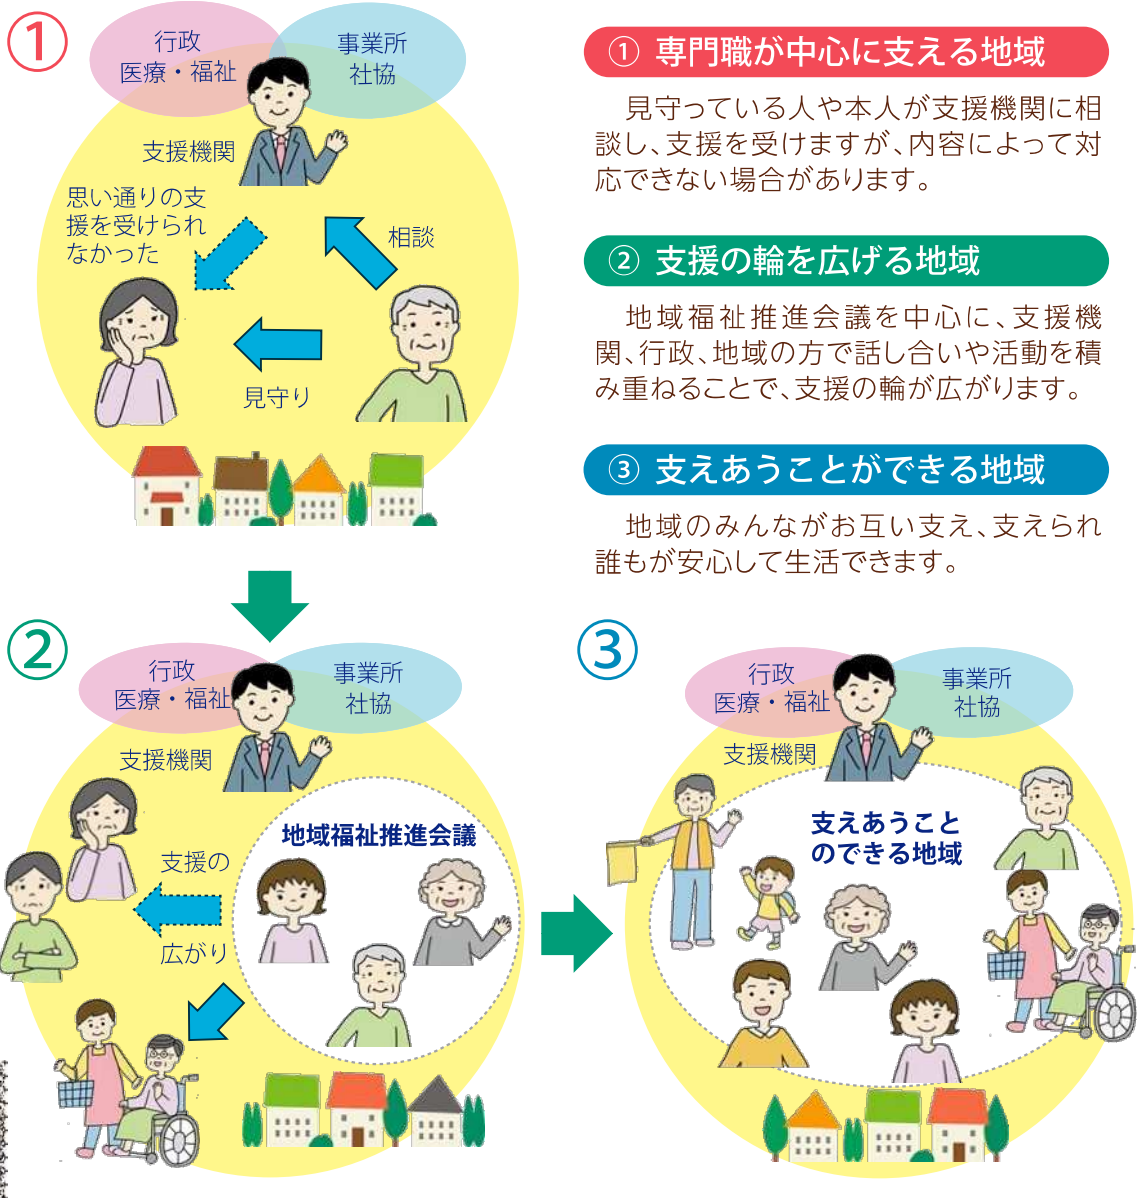 ①
行政
医療・福祉
事業所
社協
支援機関
思い通りの支
援を受けられ
なかった
相談
見守り
① 専門職が中心に支える地域
見守っている人や本人が支援機関に相
談し、支援を受けますが、内容によって対
応できない場合があります。
② 支援の輪を広げる地域
地域福祉推進会議を中心に、支援機
関、行政、地域の方で話し合いや活動を積
み重ねることで、支援の輪が広がります。
③ 支えあうことができる地域
地域のみんながお互い支え、支えられ
誰もが安心して生活できます。
②
行政
医療・福祉
事業所
社協
支援機関
地域福祉推進会議
支援の
広がり
③
行政
医療・福祉
事業所
社協
支援機関
支えあうこと
のできる地域